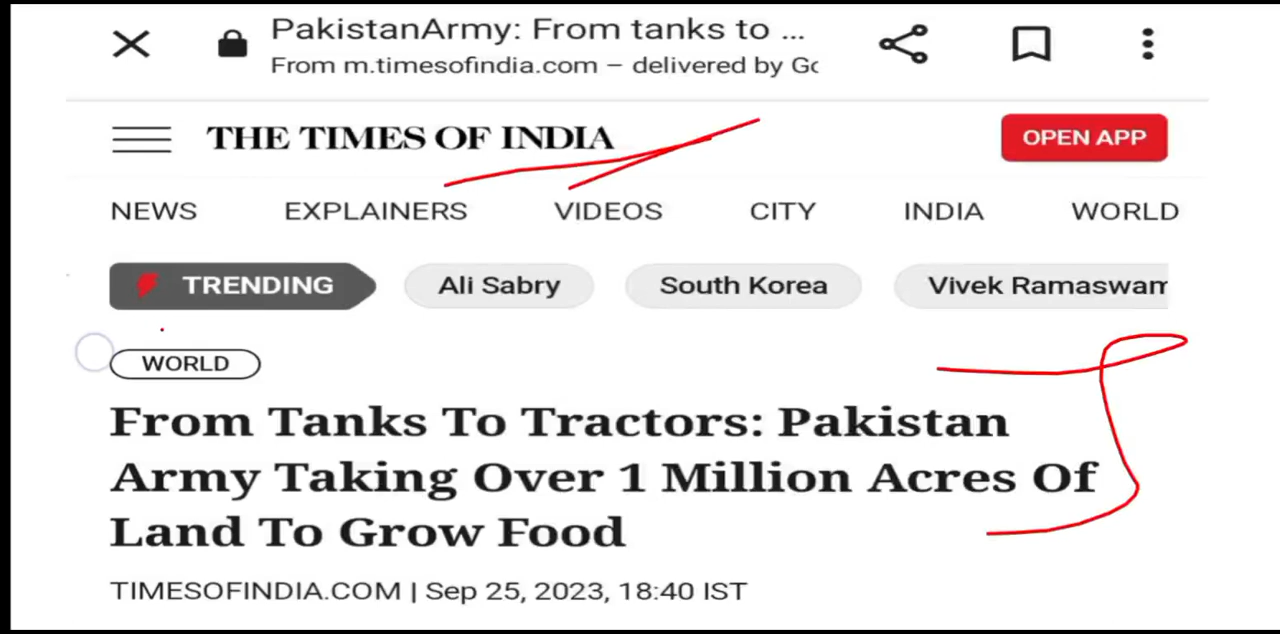 PakistanArmy: From tanks to ...
From m.timesofindia.com – delivered by Go
THE TIMES OF INDIA
OPEN APP
NEWS EXPLAINERS VIDEOS CITY INDIA WORLD
TRENDING Ali Sabry South Korea Vivek Ramaswam
WORLD
From Tanks To Tractors: Pakistan
Army Taking Over 1 Million Acres Of
Land To Grow Food
TIMESOFINDIA.COM | Sep 25, 2023, 18:40 IST